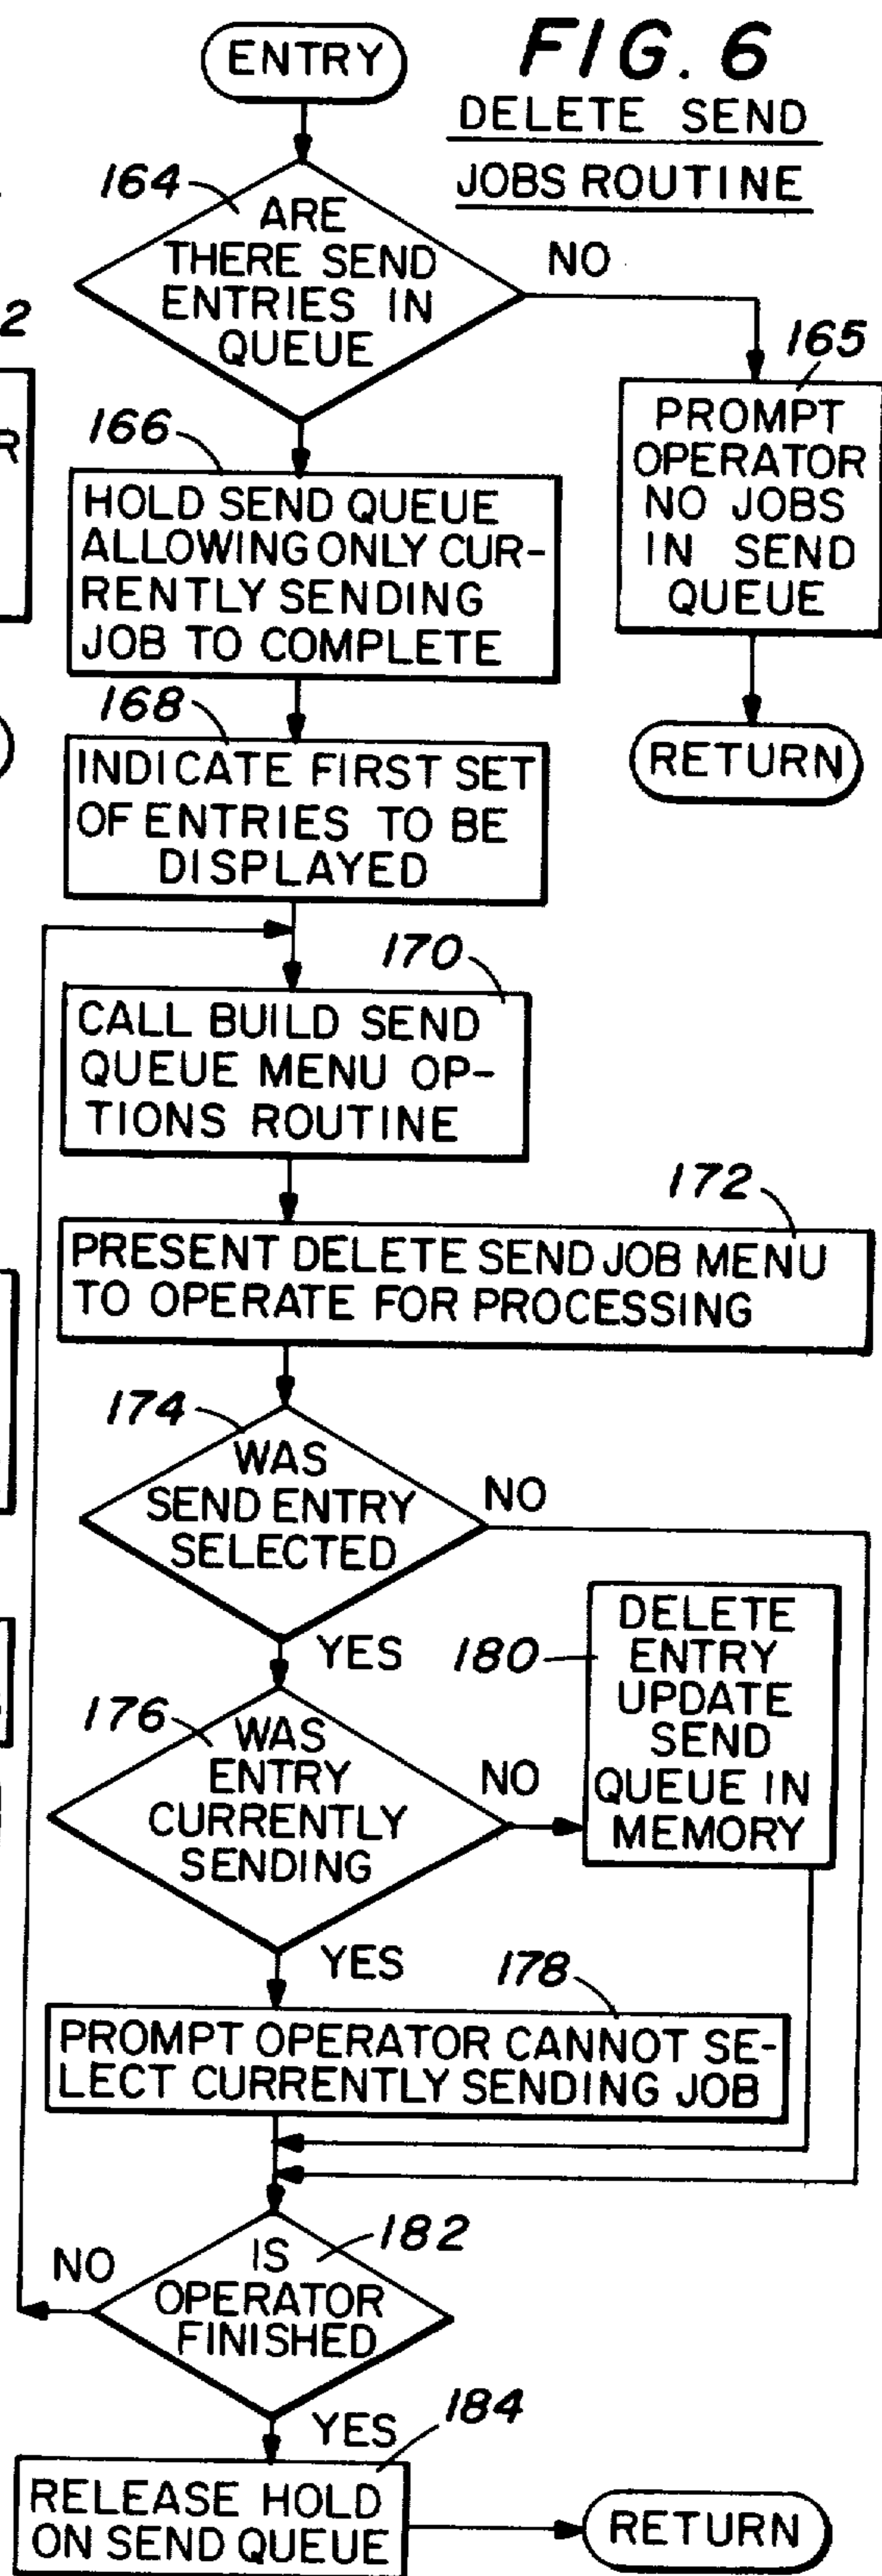 ENTRY
FIG. 6
DELETE SEND
JOBS ROUTINE
164
ARE
THERE SEND
ENTRIES IN
QUEUE
NO
2
R
165
PROMPT
OPERATOR
NO JOBS
IN SEND
QUEUE
RETURN
166
HOLD SEND QUEUE
ALLOWING ONLY CUR-
RENTLY SENDING
JOB TO COMPLETE
168
INDICATE FIRST SET
OF ENTRIES TO BE
DISPLAYED
170
CALL BUILD SEND
QUEUE MENU OP-
TIONS ROUTINE
172
PRESENT DELETE SEND JOB MENU
TO OPERATE FOR PROCESSING
174
WAS
SEND ENTRY
SELECTED
NO
YES
176
WAS
ENTRY
CURRENTLY
SENDING
NO
180
DELETE
ENTRY
UPDATE
SEND
QUEUE IN
MEMORY
YES
178
PROMPT OPERATOR CANNOT SE-
LECT CURRENTLY SENDING JOB
182
IS
OPERATOR
FINISHED
NO
YES
184
RELEASE HOLD
ON SEND QUEUE
RETURN